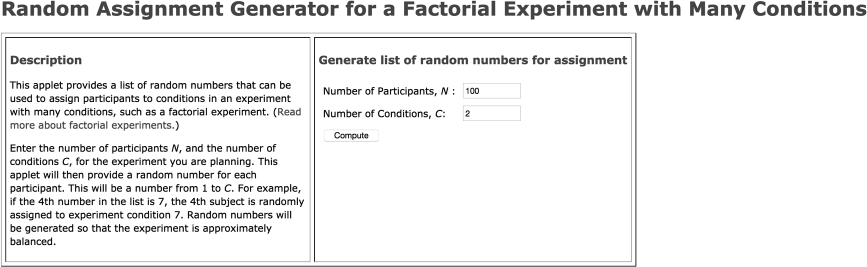 Random Assignment Generator for a Factorial Experiment with Many Conditions
Description
This applet provides a list of random numbers that can be
used to assign participants to conditions in an experiment
with many conditions, such as a factorial experiment. (Read
more about factorial experiments.)
Enter the number of participants N, and the number of
conditions C, for the experiment you are planning. This
applet will then provide a random number for each
participant. This will be a number from 1 to C. For example,
if the 4th number in the list is 7, the 4th subject is randomly
assigned to experiment condition 7. Random numbers will
be generated so that the experiment is approximately
balanced.
Generate list of random numbers for assignment
Number of Participants, N : 100
Number of Conditions, C: 2
Compute